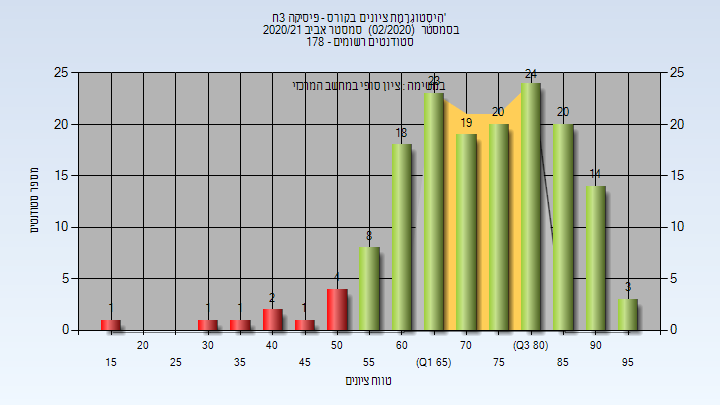 היסטוגרמת ציונים בקורס - פיסיקה 3ח'
בסמסטר (02/2020) סמסטר אביב 2020/21
סטודנטים רשומים - 178
במשימה : ציון סופי במחשב המרכזי
מספר סטודנטים
25 25
20 20
15 15
10 10
5 5
0 0
1 1 1 2 1 4 8 18 23 19 20 24 20 14 3
20 30 40 50 60 70 (Q3 80) 90
15 25 35 45 55 (Q1 65) 75 85 95
טווח ציונים